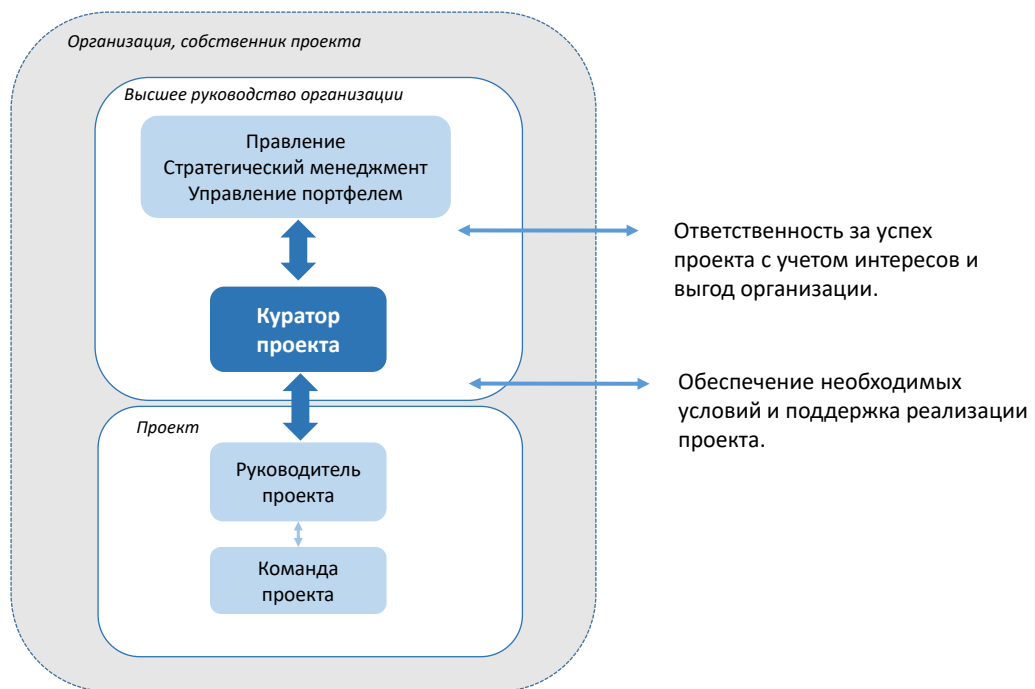 Организация, собственник проекта
Высшее руководство организации
Правление
Стратегический менеджмент
Управление портфелем
Ответственность за успех
проекта с учетом интересов и
выгод организации.
Куратор
проекта
Обеспечение необходимых
условий и поддержка реализации
проекта.
Проект
Руководитель
проекта
Команда
проекта